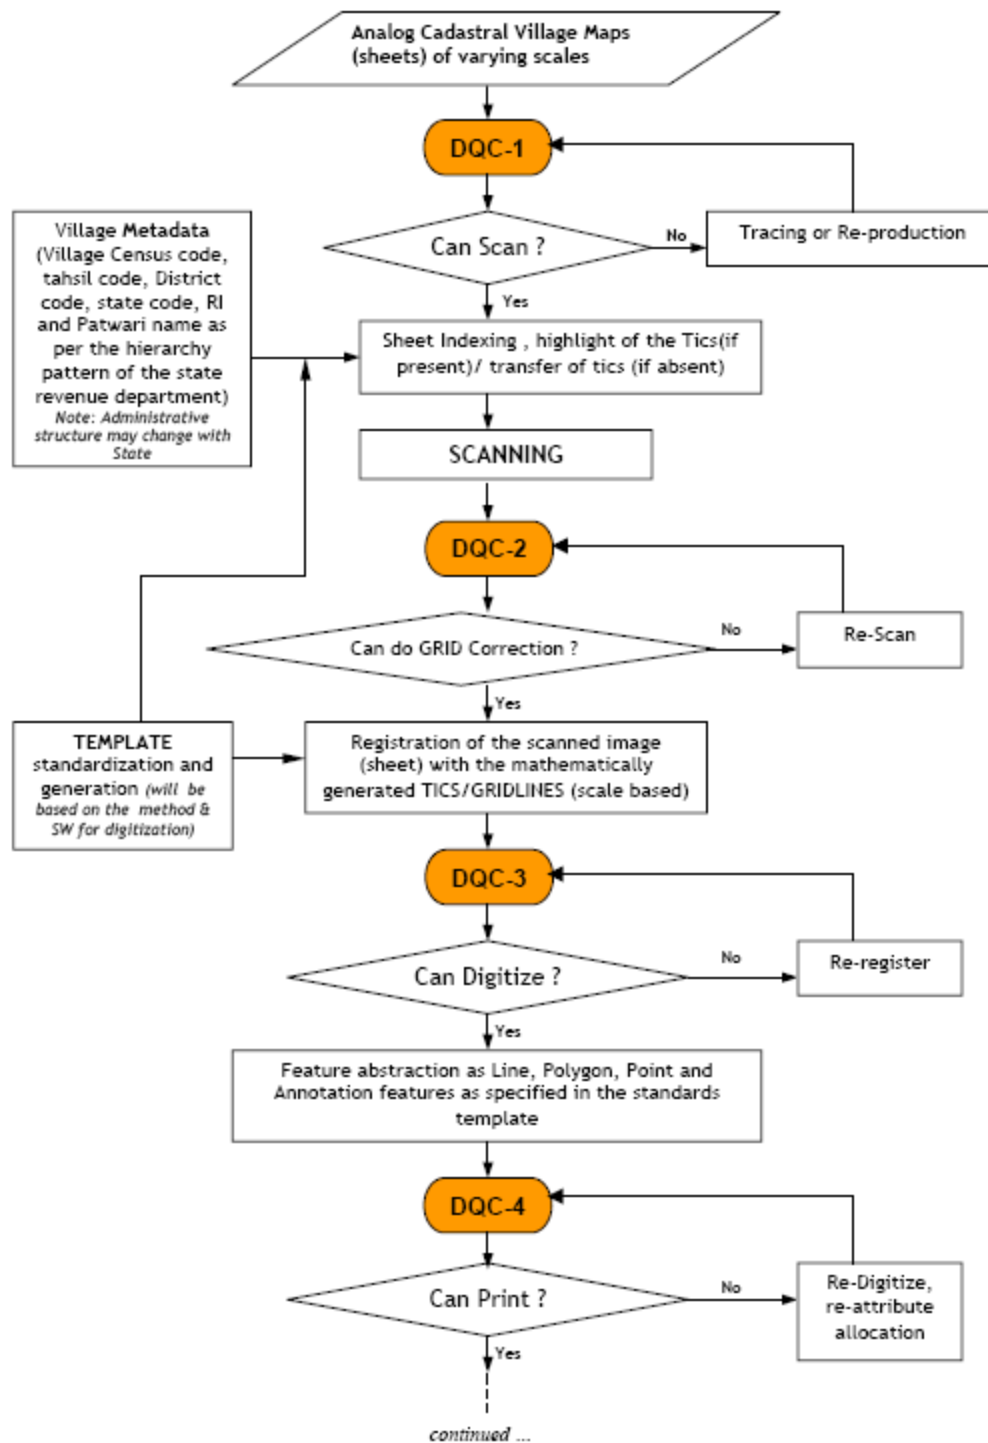 Analog Cadastral Village Maps
(sheets) of varying scales
DQC-1
Can Scan ?
No
Tracing or Re-production
Yes
Village Metadata
(Village Census code,
tahsil code, District
code, state code, RI
and Patwari name as
per the hierarchy
pattern of the state
revenue department)
Note: Administrative
structure may change with
State
Sheet Indexing , highlight of the Tics(if
present)/ transfer of tics (if absent)
SCANNING
DQC-2
Can do GRID Correction ?
No
Re-Scan
Yes
TEMPLATE
standardization and
generation (will be
based on the method &
SW for digitization)
Registration of the scanned image
(sheet) with the mathematically
generated TICS/GRIDLINES (scale based)
DQC-3
Can Digitize ?
No
Re-register
Yes
Feature abstraction as Line, Polygon, Point and
Annotation features as specified in the standards
template
DQC-4
Can Print ?
No
Re-Digitize,
re-attribute
allocation
Yes
continued ...